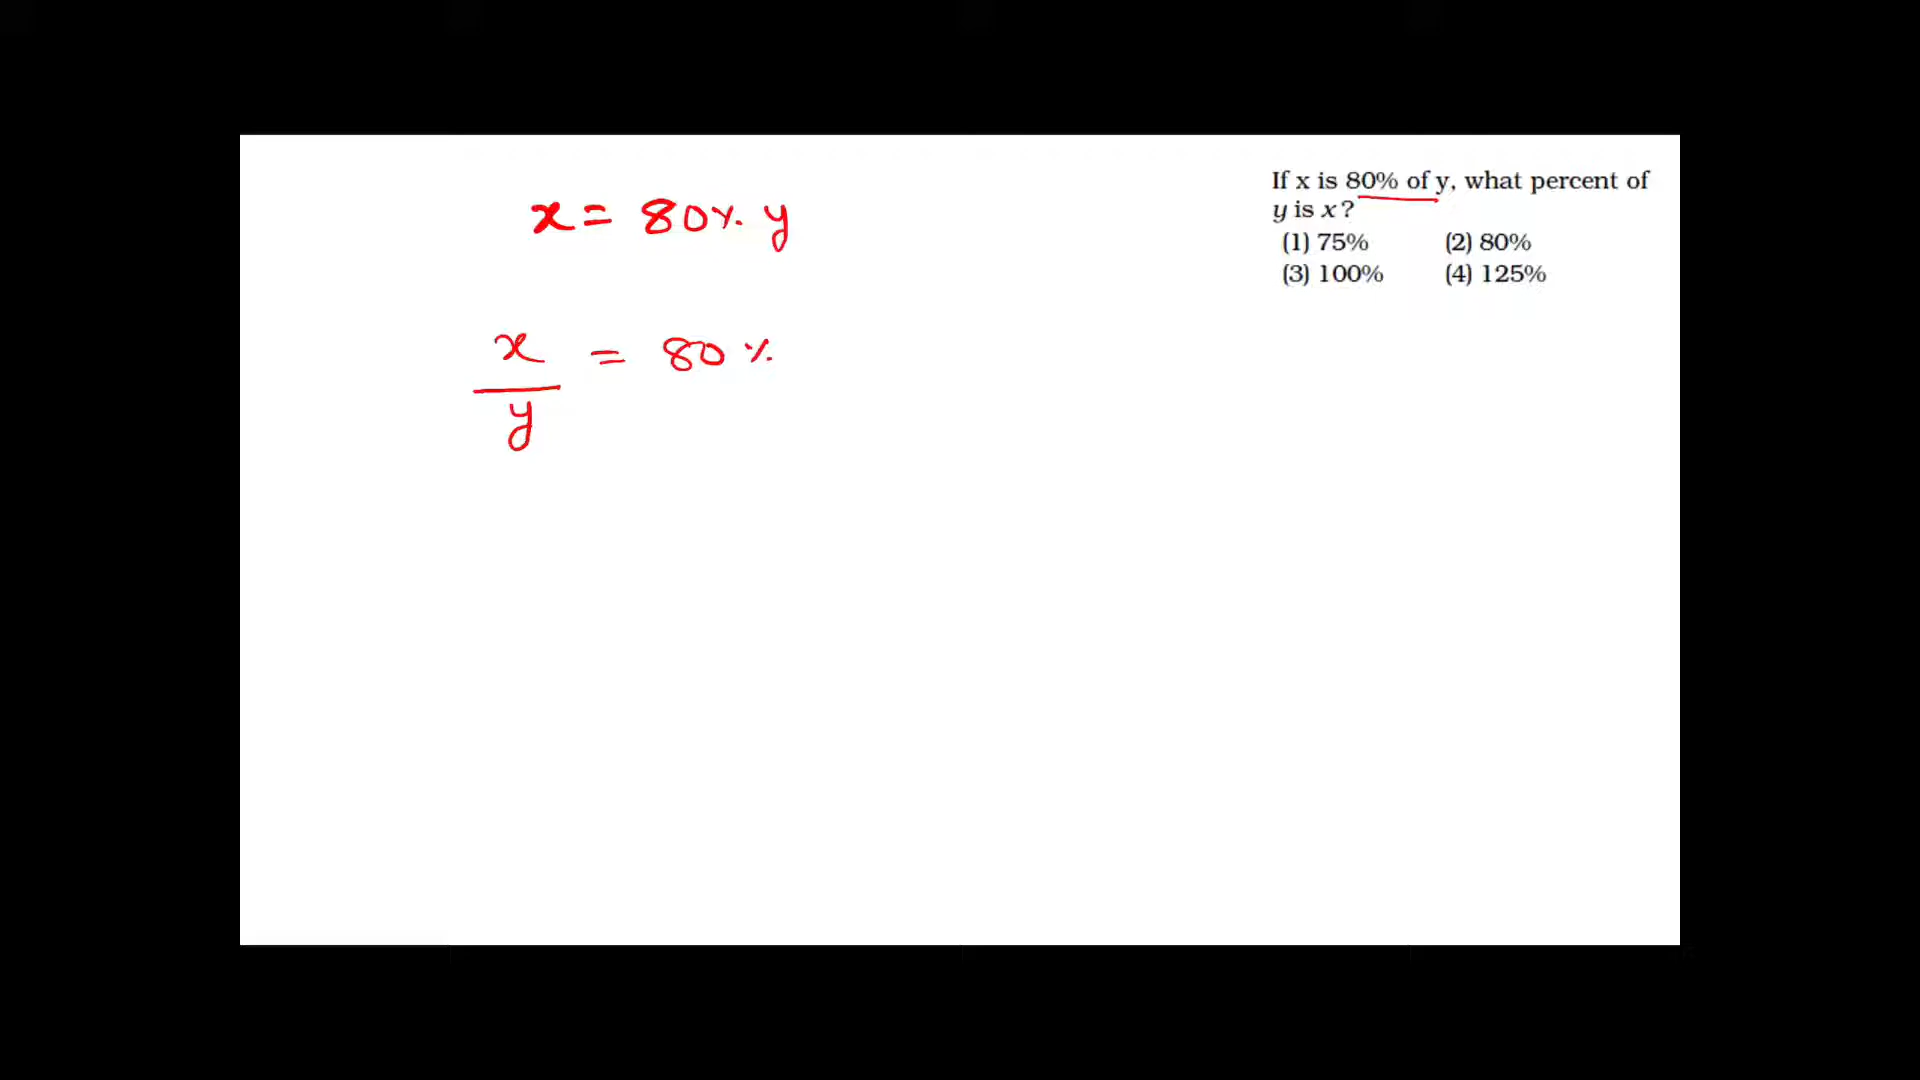 x = 80% y
x
= 80 %
y
If x is 80% of y, what percent of
y is x ?
(1) 75% (2) 80%
(3) 100% (4) 125%